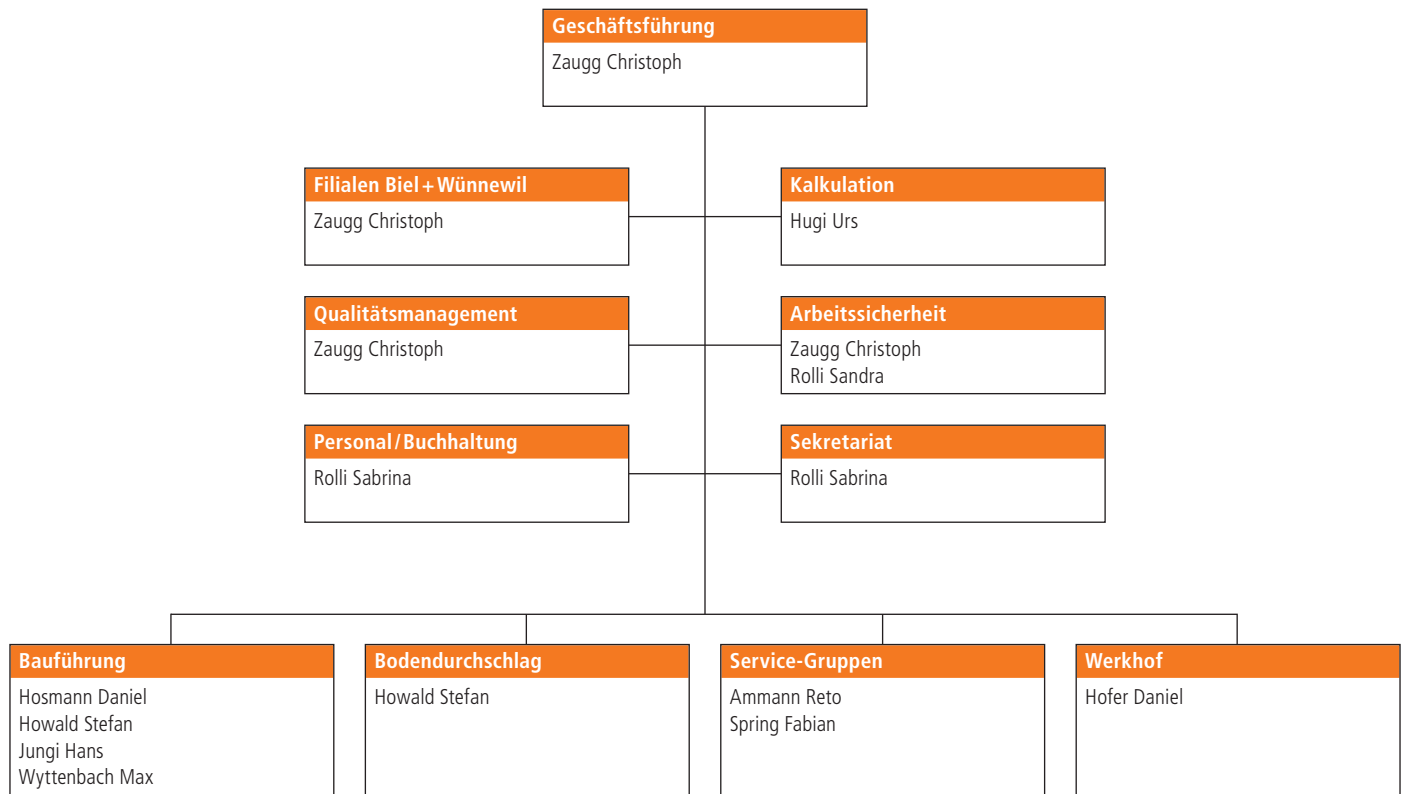 Geschäftsführung
Zaugg Christoph
Filialen Biel + Wünnewil
Zaugg Christoph
Kalkulation
Hugi Urs
Qualitätsmanagement
Zaugg Christoph
Arbeitssicherheit
Zaugg Christoph
Rolli Sandra
Personal / Buchhaltung
Rolli Sabrina
Sekretariat
Rolli Sabrina
Bauführung
Hosmann Daniel
Howald Stefan
Jungi Hans
Wyttenbach Max
Bodendurchschlag
Howald Stefan
Service-Gruppen
Ammann Reto
Spring Fabian
Werkhof
Hofer Daniel